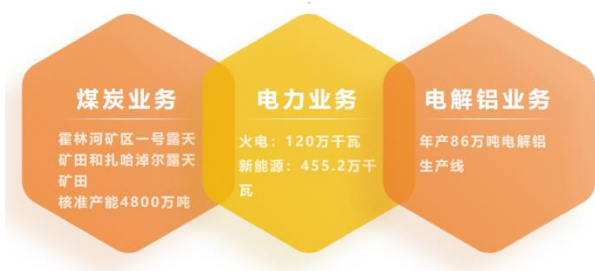 煤炭业务
霍林河矿区一号露天
矿田和扎哈淖尔露天
矿田
核准产能4800万吨
电力业务
火电：120万千瓦
新能源：455.2万千
瓦
电解铝业务
年产86万吨电解铝
生产线